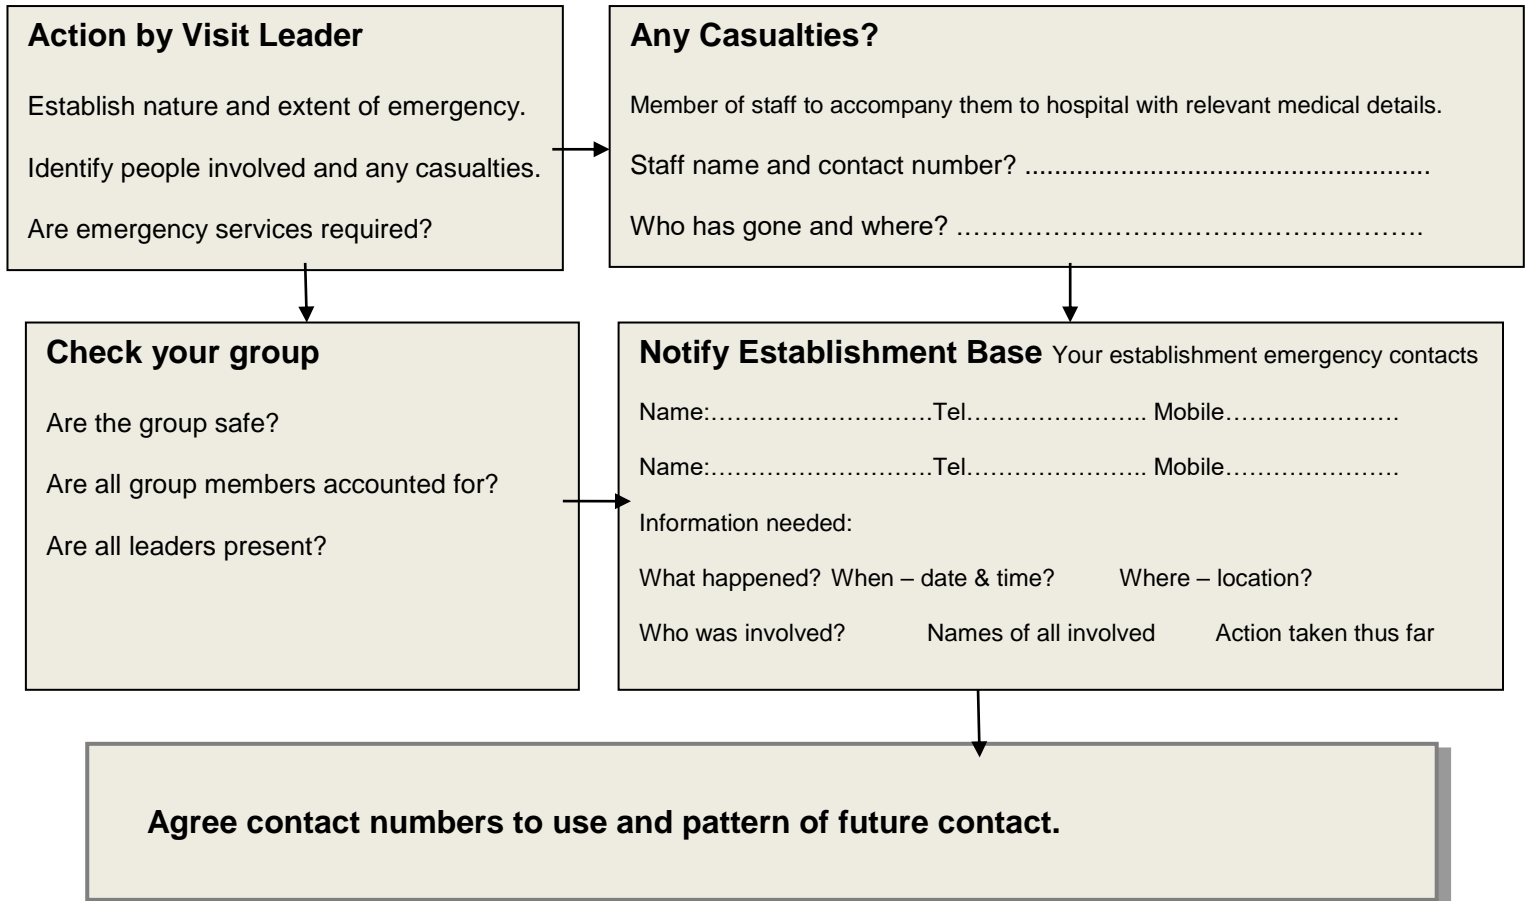 Action by Visit Leader
Establish nature and extent of emergency.
Identify people involved and any casualties.
Are emergency services required?
Any Casualties?
Member of staff to accompany them to hospital with relevant medical details.
Staff name and contact number? .......................................................
Who has gone and where? ………………………………………………….
Check your group
Are the group safe?
Are all group members accounted for?
Are all leaders present?
Notify Establishment Base Your establishment emergency contacts
Name:……………………….Tel………………….. Mobile………………….
Name:……………………….Tel………………….. Mobile………………….
Information needed:
What happened? When – date & time? Where – location?
Who was involved? Names of all involved Action taken thus far
Agree contact numbers to use and pattern of future contact.